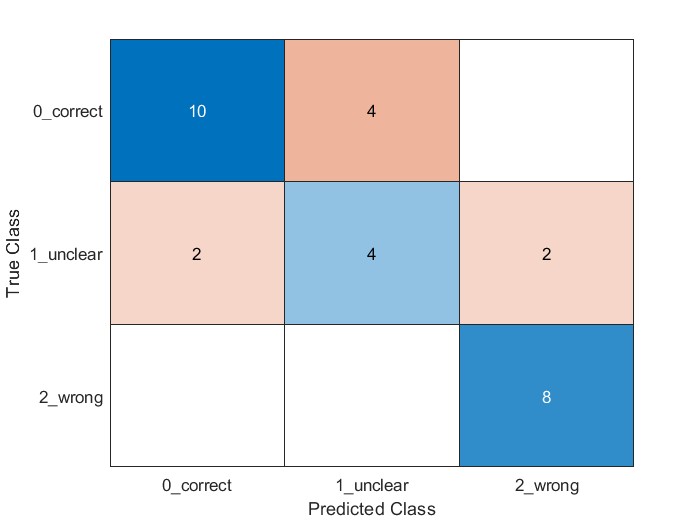 True Class
0_correct
10 4
1_unclear
2 4 2
2_wrong
8
0_correct 1_unclear 2_wrong
Predicted Class